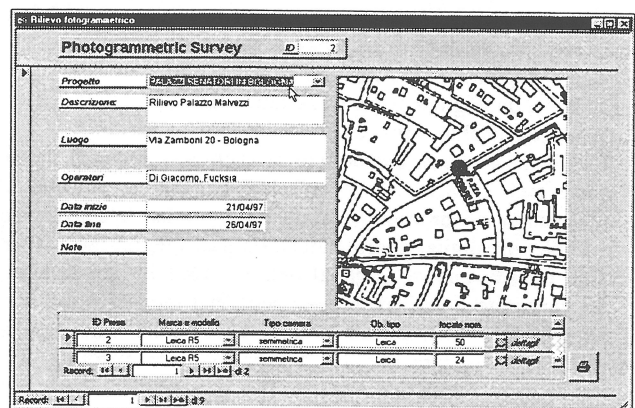 Rilievo fotogrammetrico
Photogrammetric Survey ID 2
Progetto PALAZZI SENATORI IN BOLOGNA
Descrizione: Rilievo Palazzo Malvezzi
Luogo Via Zamboni 20 - Bologna
Operatori Di Giacomo, Fucksia
Data inizio 21/04/97
Data fine 26/04/97
Note
ID Presa Marca e modello Tipo camera Ob. tipo focale nom.
2 Leica R5 semimetrica Leica 50 dettagli
3 Leica R5 semimetrica Leica 24 dettagli
Record: 1 di 2
Record: 1 di 9